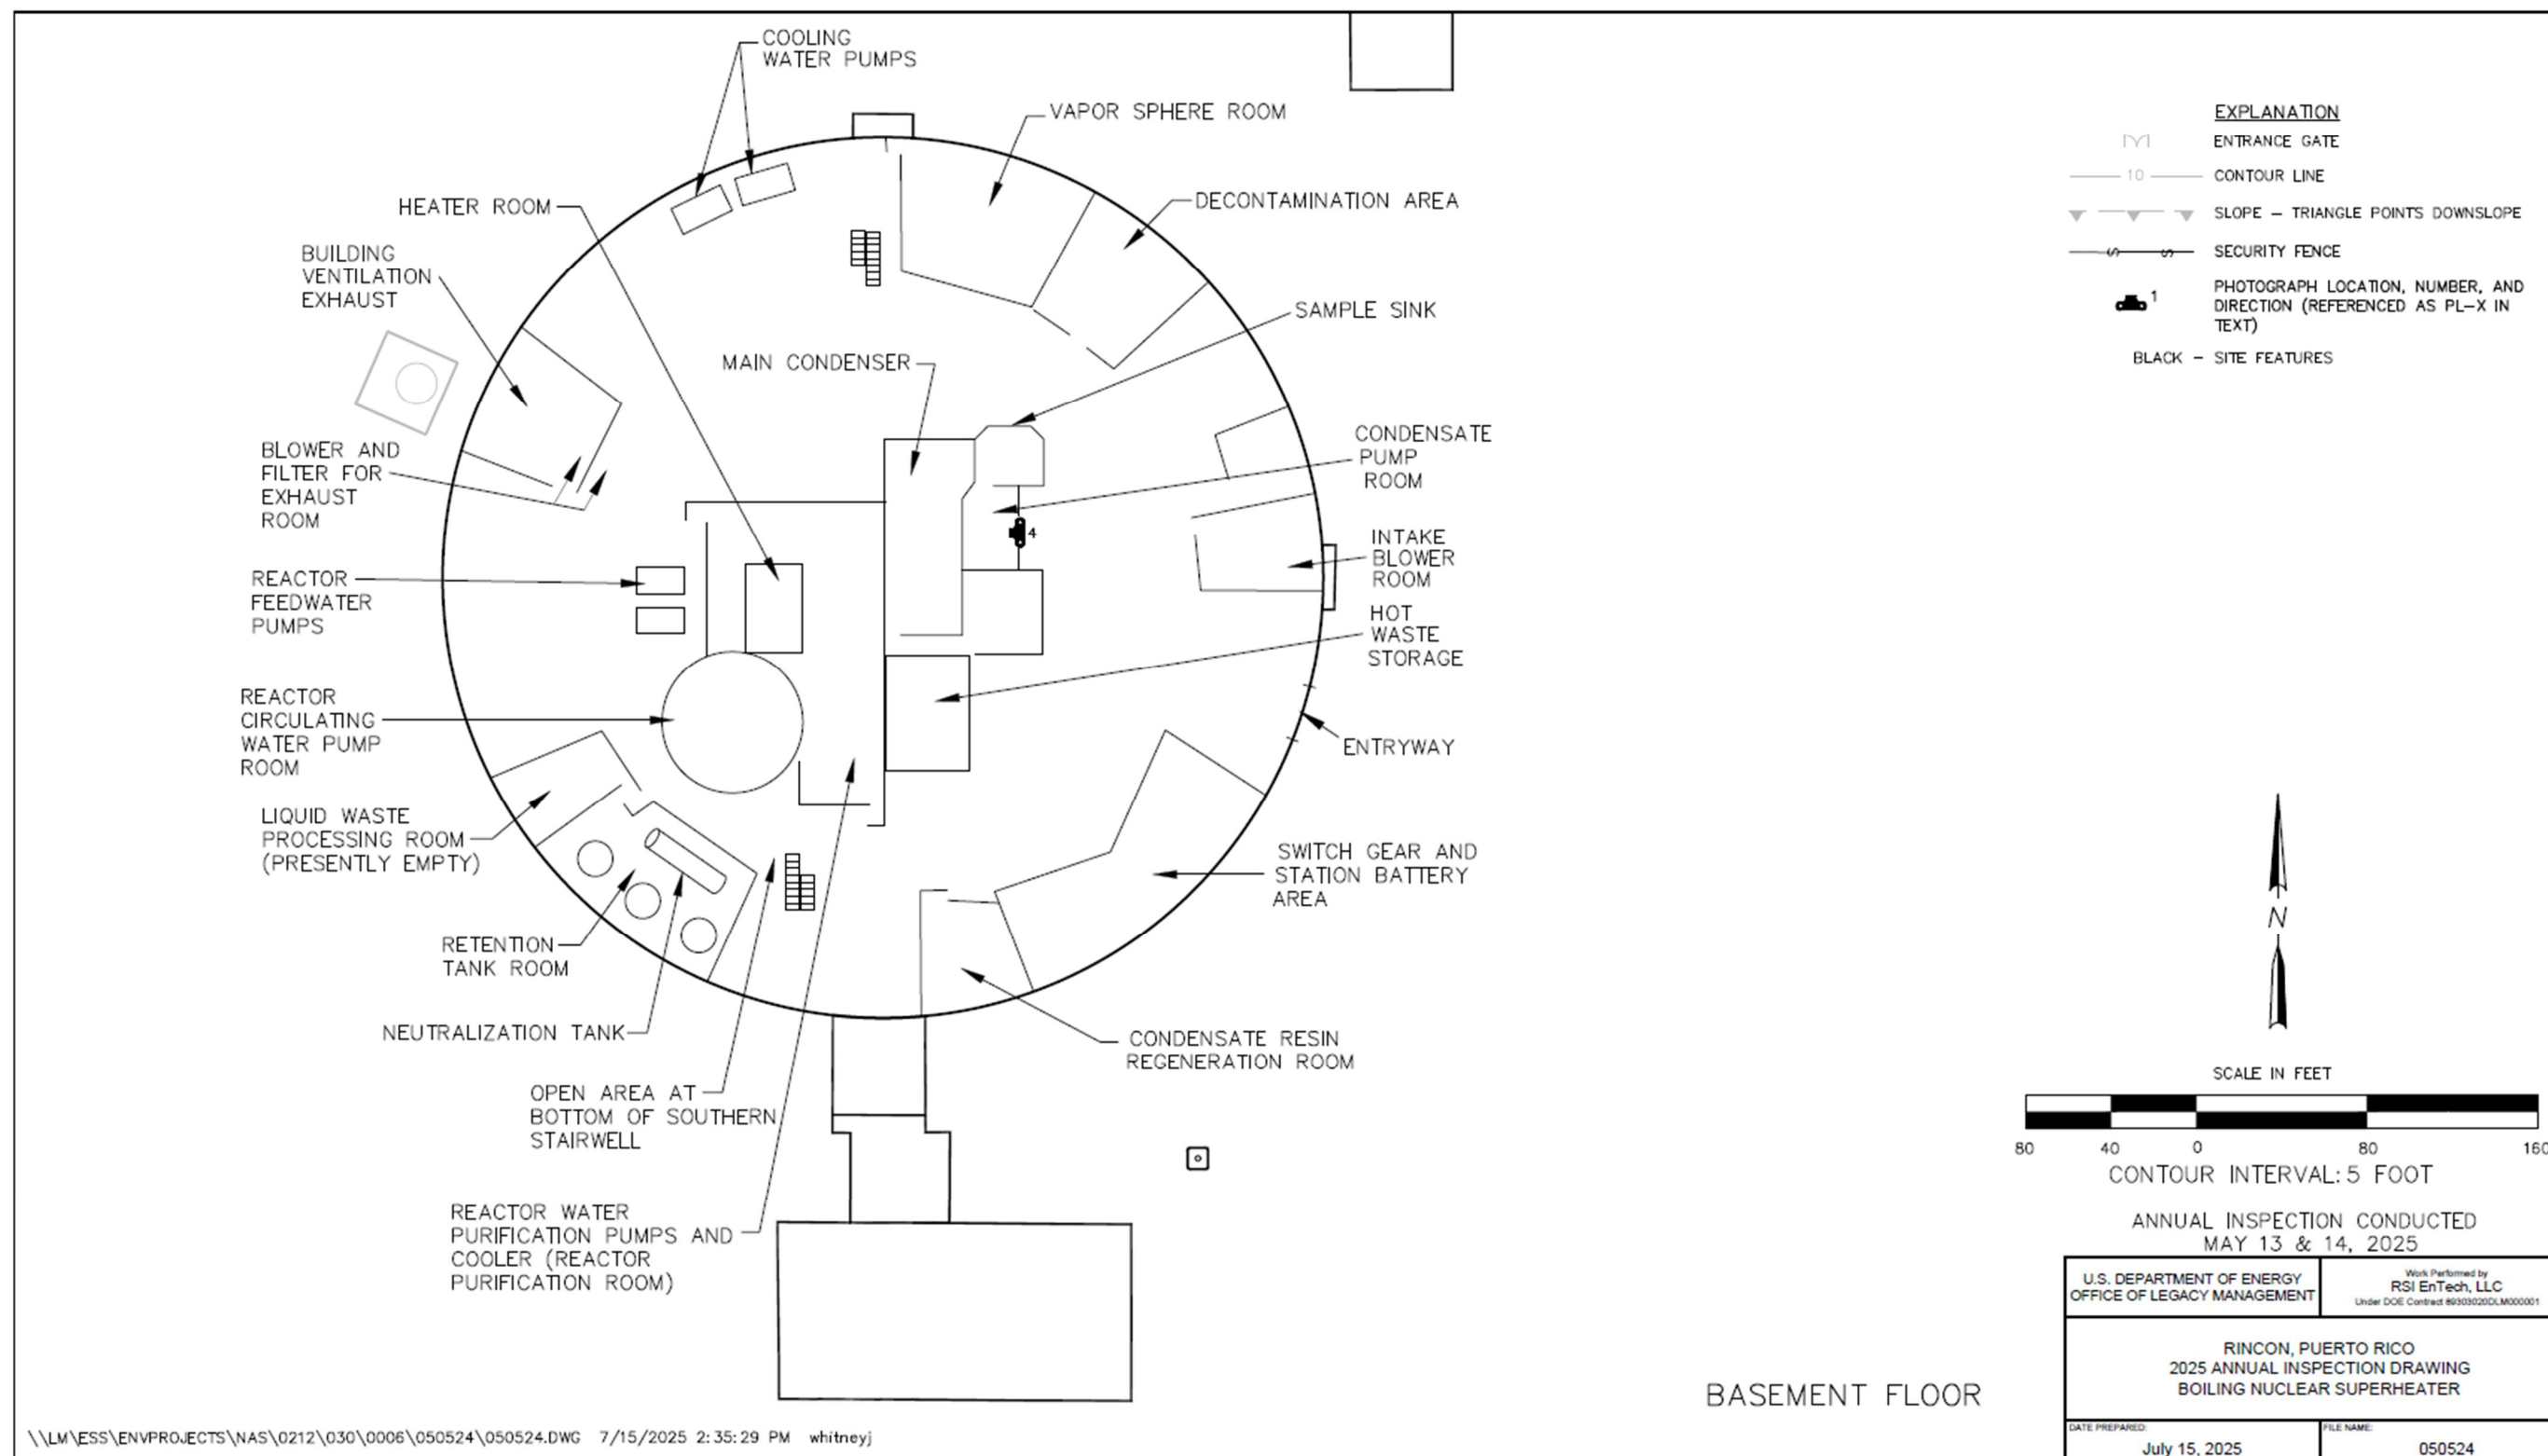 COOLING
WATER PUMPS
VAPOR SPHERE ROOM
DECONTAMINATION AREA
HEATER ROOM
BUILDING
VENTILATION
EXHAUST
SAMPLE SINK
MAIN CONDENSER
CONDENSATE
PUMP
ROOM
BLOWER AND
FILTER FOR
EXHAUST
ROOM
4
INTAKE
BLOWER
ROOM
REACTOR
FEEDWATER
PUMPS
HOT
WASTE
STORAGE
REACTOR
CIRCULATING
WATER PUMP
ROOM
ENTRYWAY
LIQUID WASTE
PROCESSING ROOM
(PRESENTLY EMPTY)
SWITCH GEAR AND
STATION BATTERY
AREA
RETENTION
TANK ROOM
NEUTRALIZATION TANK
CONDENSATE RESIN
REGENERATION ROOM
OPEN AREA AT
BOTTOM OF SOUTHERN
STAIRWELL
REACTOR WATER
PURIFICATION PUMPS AND
COOLER (REACTOR
PURIFICATION ROOM)
EXPLANATION
ENTRANCE GATE
10
CONTOUR LINE
SLOPE – TRIANGLE POINTS DOWNSLOPE
S S
SECURITY FENCE
1
PHOTOGRAPH LOCATION, NUMBER, AND
DIRECTION (REFERENCED AS PL–X IN
TEXT)
BLACK – SITE FEATURES
N
SCALE IN FEET
80 40 0 80 160
CONTOUR INTERVAL: 5 FOOT
ANNUAL INSPECTION CONDUCTED
MAY 13 & 14, 2025
U.S. DEPARTMENT OF ENERGY
OFFICE OF LEGACY MANAGEMENT
Work Performed by
RSI EnTech, LLC
Under DOE Contract 89303020DLM000001
RINCON, PUERTO RICO
2025 ANNUAL INSPECTION DRAWING
BOILING NUCLEAR SUPERHEATER
DATE PREPARED:
July 15, 2025
FILE NAME:
050524
BASEMENT FLOOR
\\LM\ESS\ENVPROJECTS\NAS\0212\030\0006\050524\050524.DWG 7/15/2025 2:35:29 PM whitneyj